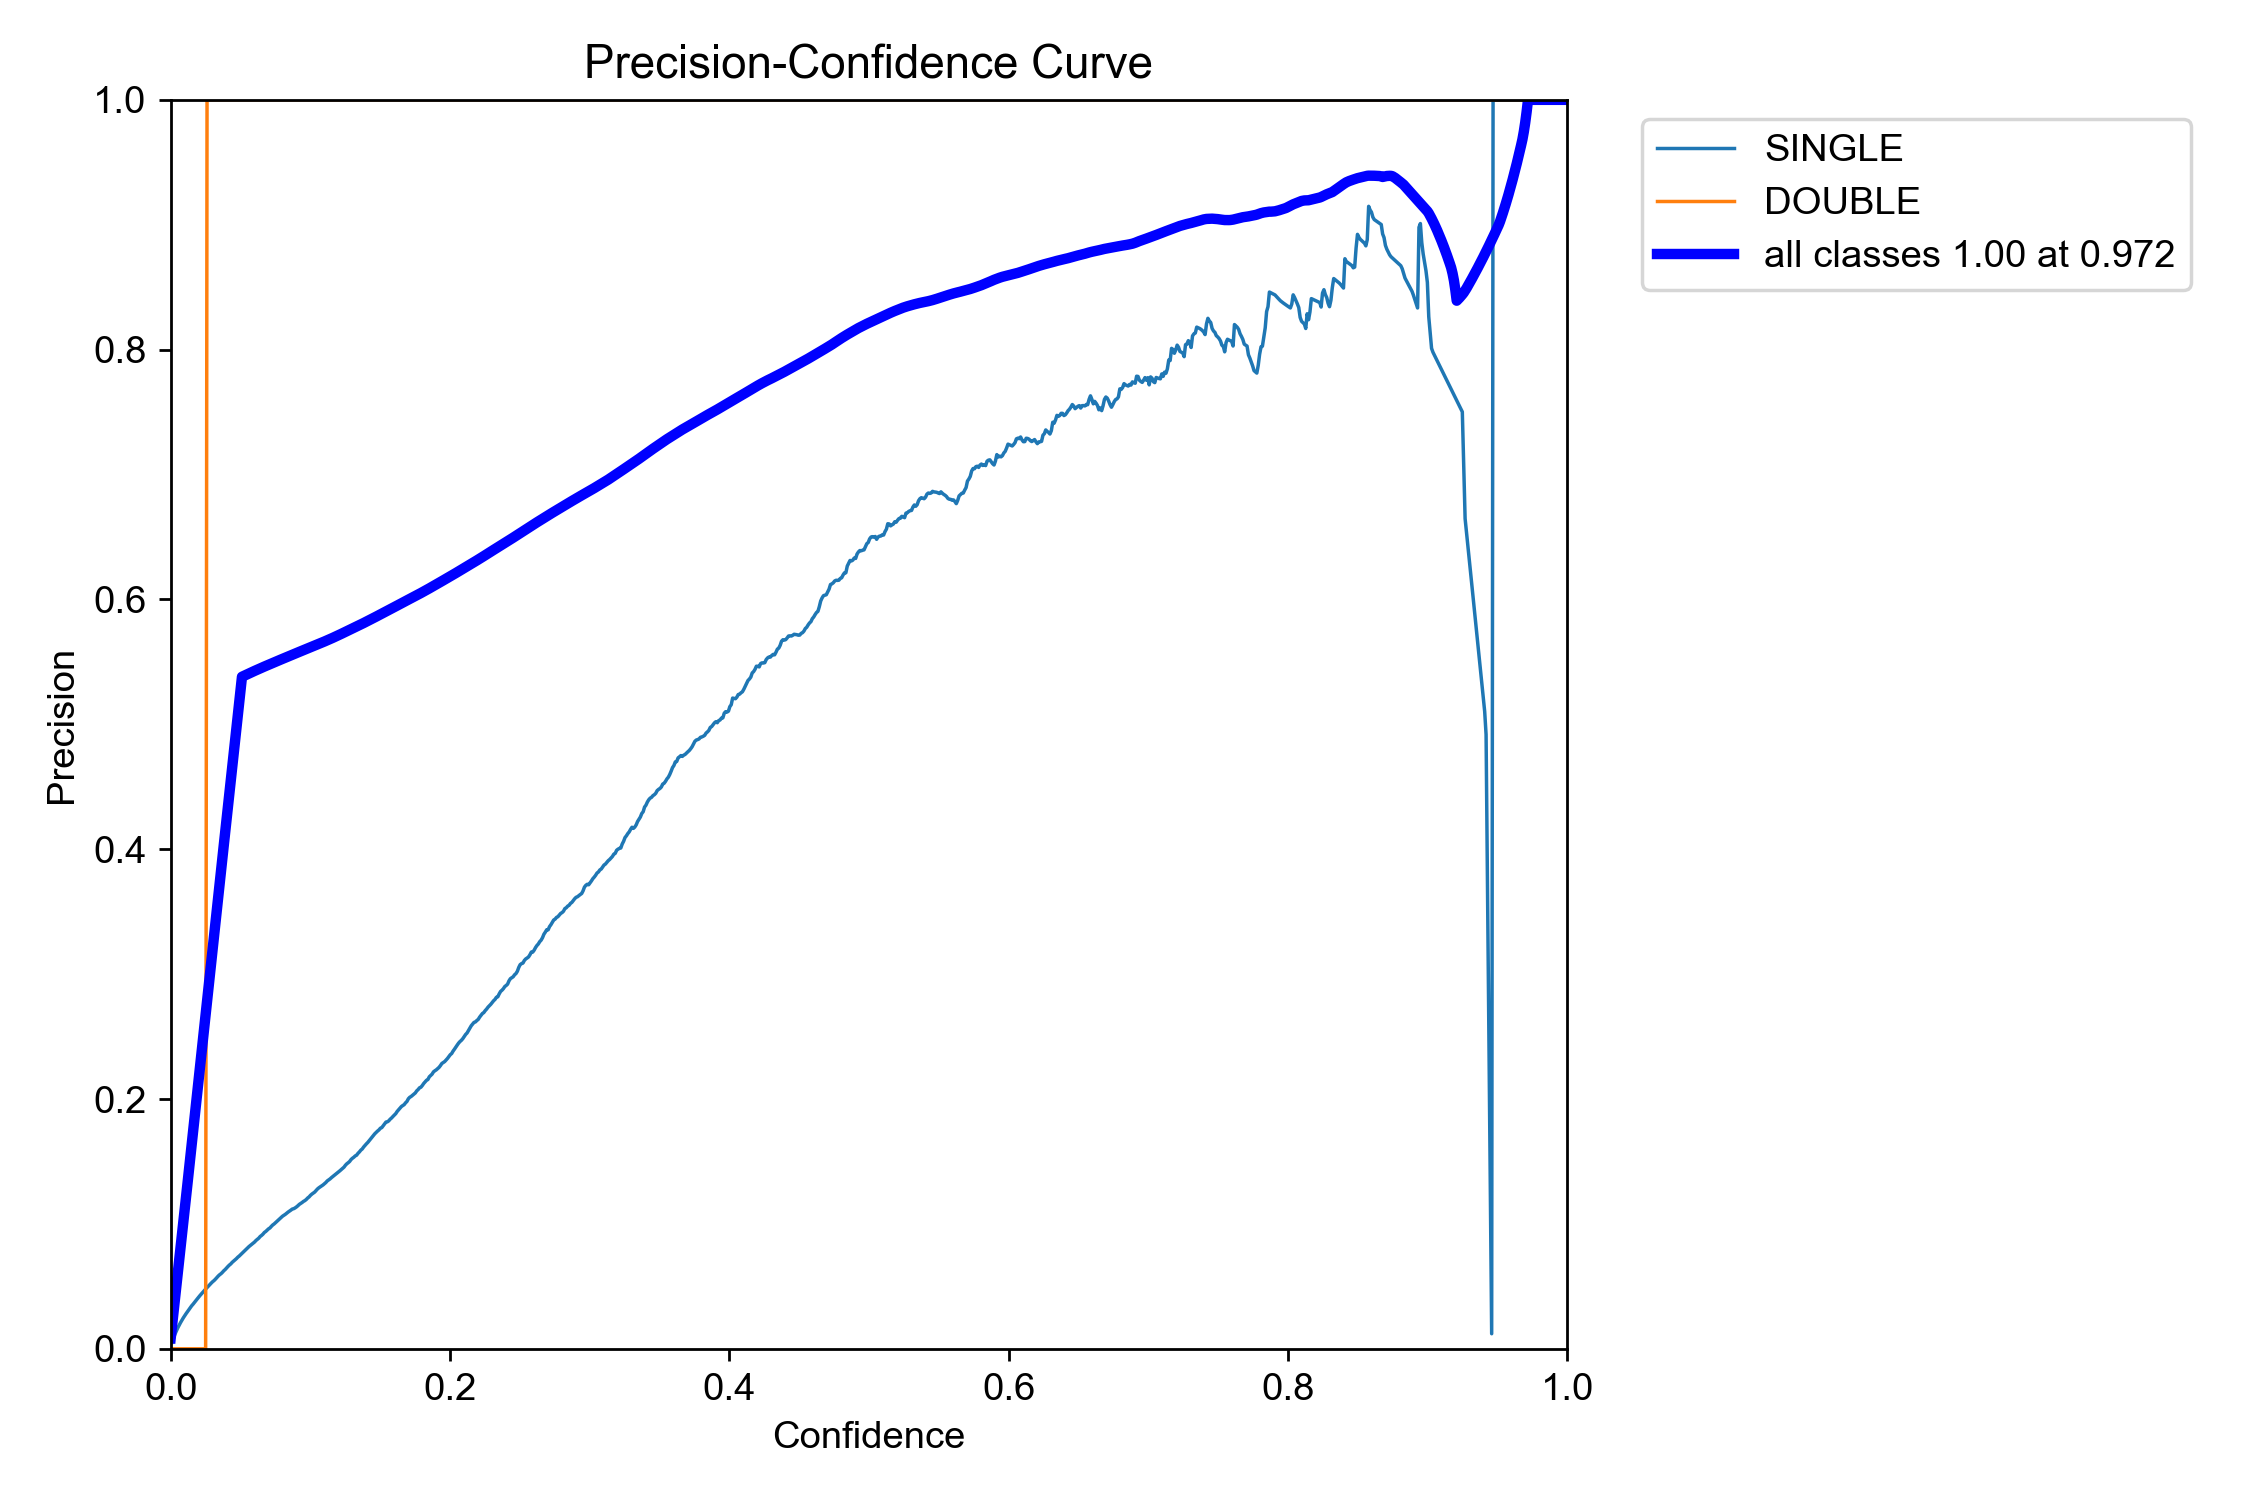 Precision-Confidence Curve
1.0
0.8
0.6
0.4
0.2
0.0
Precision
0.0 0.2 0.4 0.6 0.8 1.0
Confidence
SINGLE
DOUBLE
all classes 1.00 at 0.972